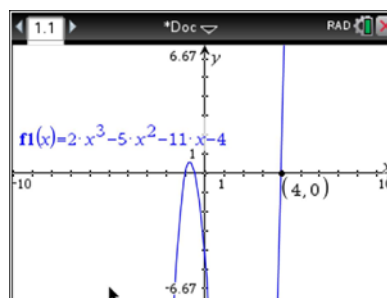 1.1 *Doc RAD
6.67 y
f1(x)=2·x³-5·x²-11·x-4
1 x
-10 1 (4,0) 10
-6.67